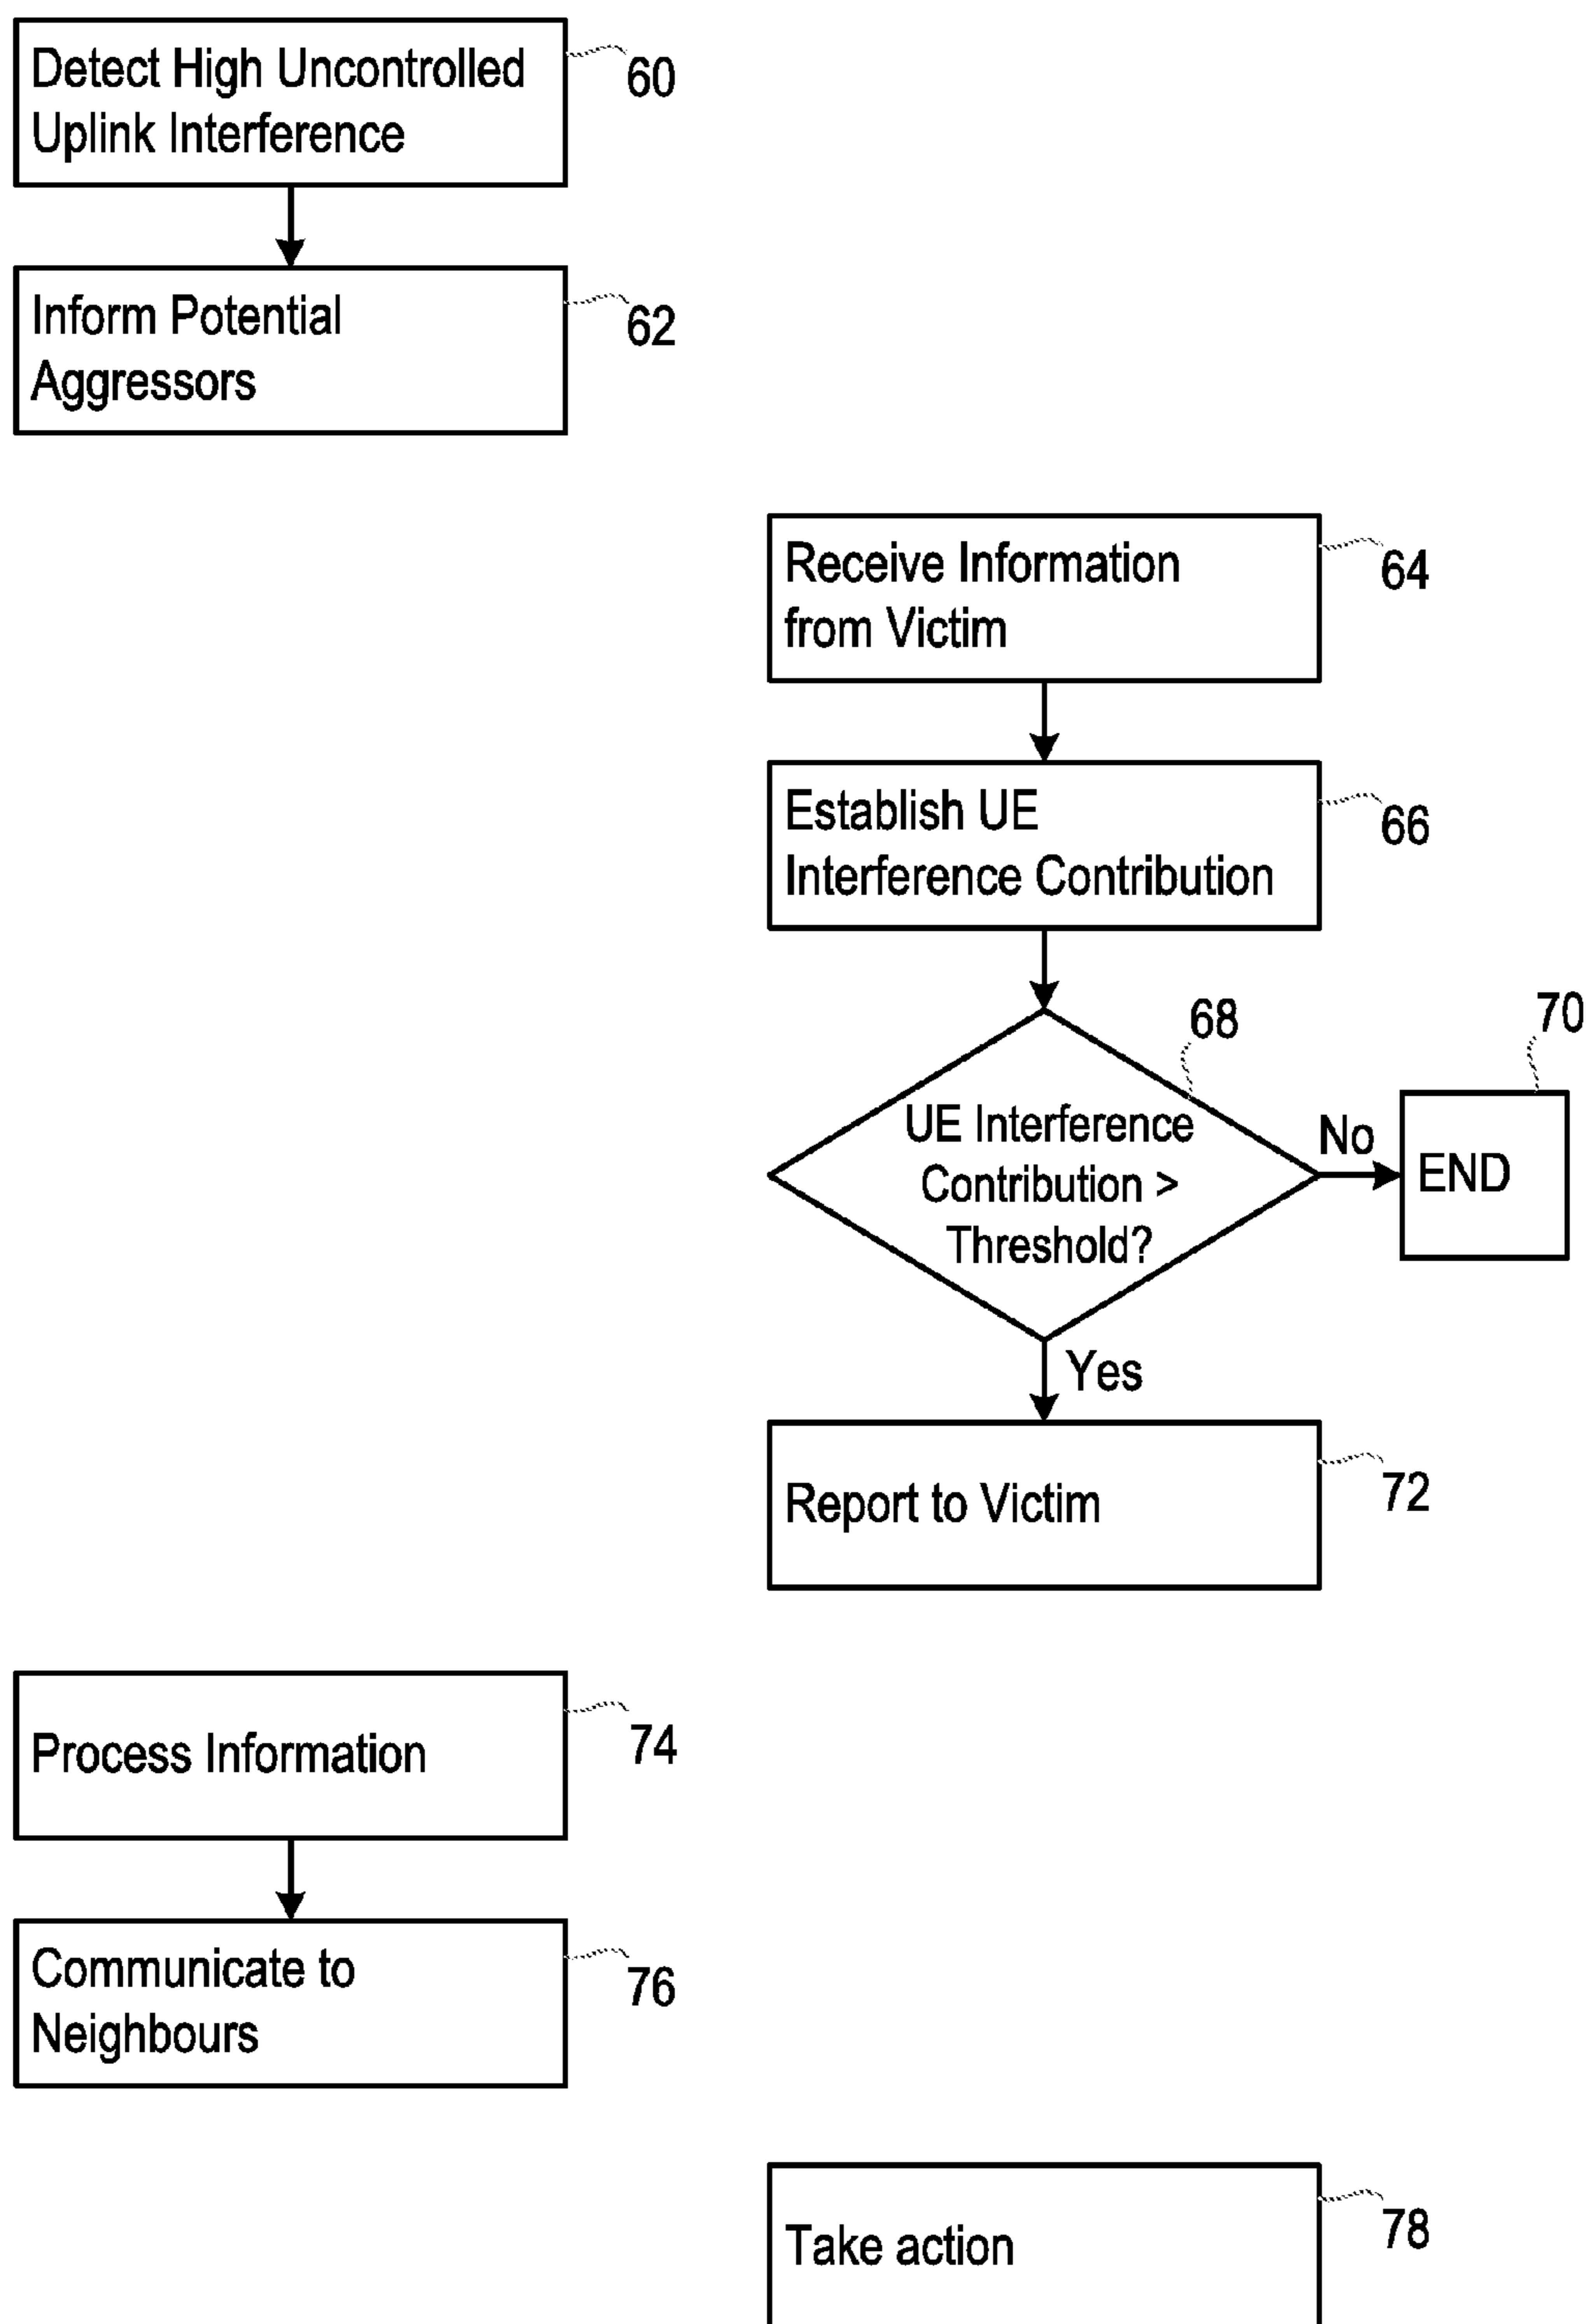 Detect High Uncontrolled
Uplink Interference
60
Inform Potential
Aggressors
62
Receive Information
from Victim
64
Establish UE
Interference Contribution
66
68
70
UE Interference
Contribution >
Threshold?
No
END
Yes
Report to Victim
72
Process Information
74
Communicate to
Neighbours
76
Take action
78